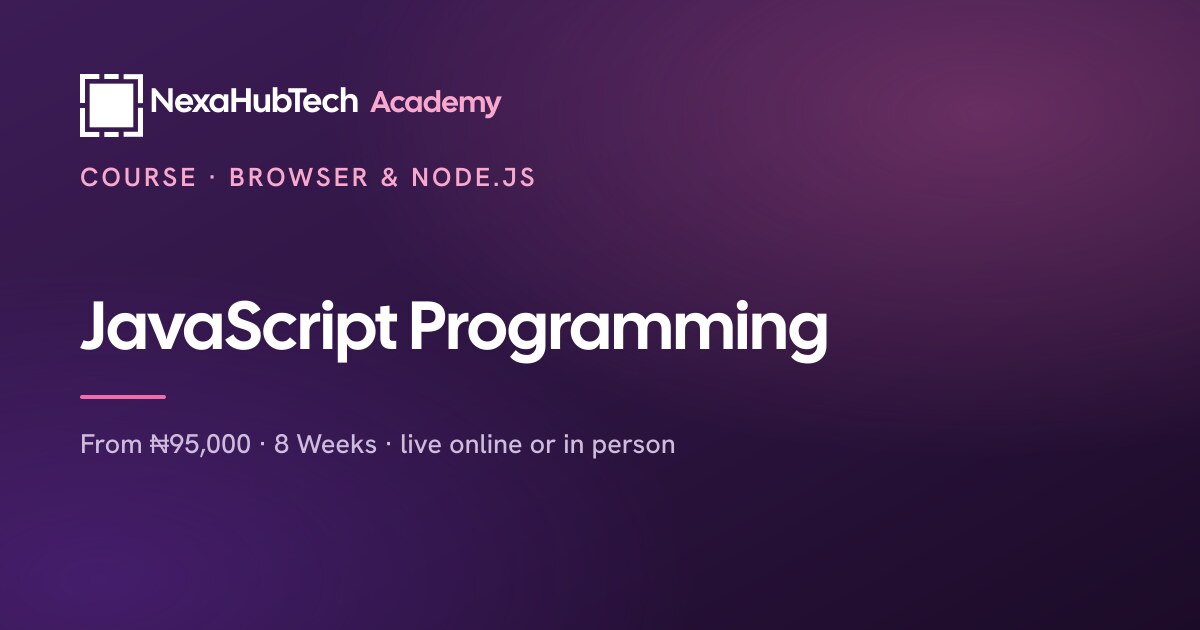 NexaHubTech Academy
COURSE · BROWSER & NODE.JS
JavaScript Programming
From ₦95,000 · 8 Weeks · live online or in person